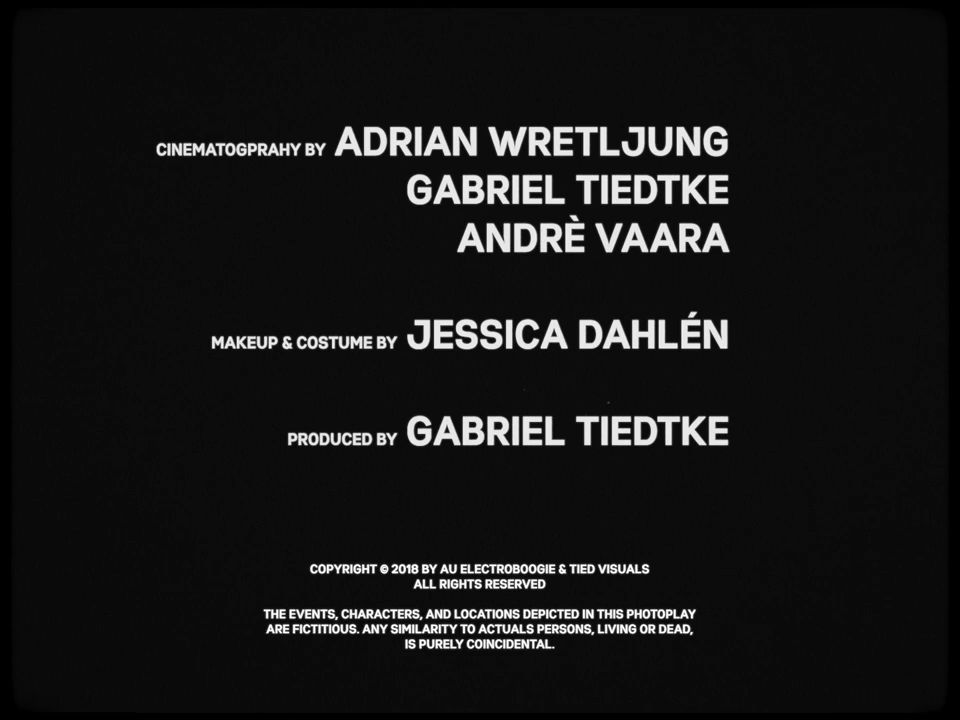 CINEMATOGPRAHY BY ADRIAN WRETLJUNG
GABRIEL TIEDTKE
ANDRÈ VAARA
MAKEUP & COSTUME BY JESSICA DAHLÉN
PRODUCED BY GABRIEL TIEDTKE
COPYRIGHT © 2018 BY AU ELECTROBOOGIE & TIED VISUALS
ALL RIGHTS RESERVED
THE EVENTS, CHARACTERS, AND LOCATIONS DEPICTED IN THIS PHOTOPLAY
ARE FICTITIOUS. ANY SIMILARITY TO ACTUALS PERSONS, LIVING OR DEAD,
IS PURELY COINCIDENTAL.